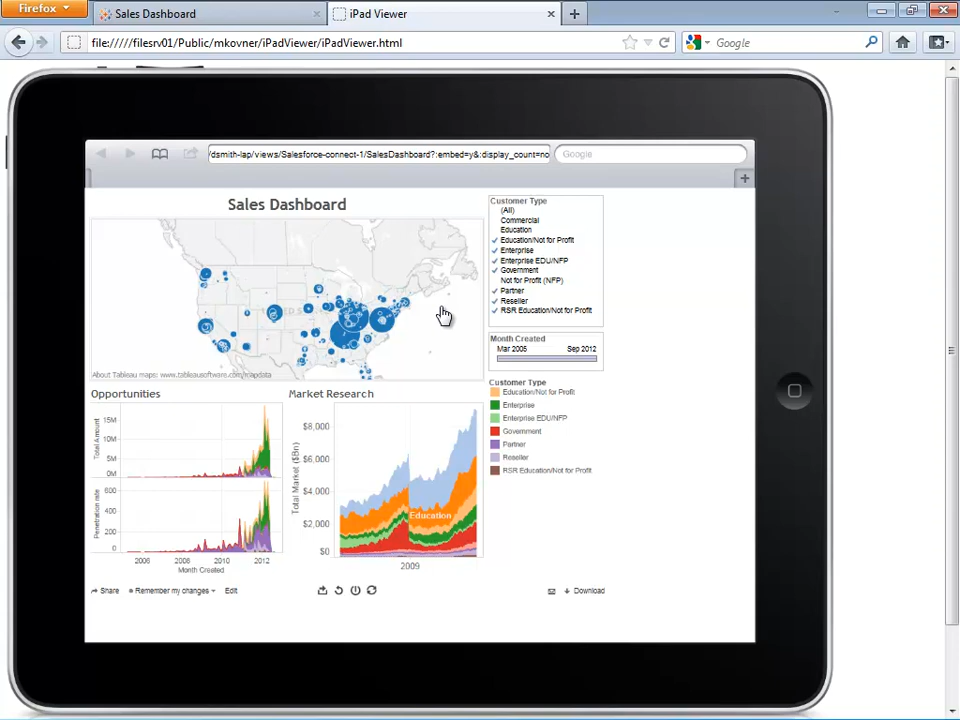 Firefox
Sales Dashboard
iPad Viewer
file://///filesrv01/Public/mkovner/iPadViewer/iPadViewer.html
Google
/dsmith-lap/views/Salesforce-connect-1/SalesDashboard?:embed=y&:display_count=no
Google
Sales Dashboard
About Tableau maps: www.tableausoftware.com/mapdata
Customer Type
(All)
Commercial
Education
Education/Not for Profit
Enterprise
Enterprise EDU/NFP
Government
Not for Profit (NFP)
Partner
Reseller
RSR Education/Not for Profit
Month Created
Mar 2005 Sep 2012
Customer Type
Education/Not for Profit
Enterprise
Enterprise EDU/NFP
Government
Partner
Reseller
RSR Education/Not for Profit
Opportunities
Total Amount
15M
10M
5M
0M
Penetration rate
600
400
200
0
2006 2008 2010 2012
Month Created
Market Research
Total Market ($Bn)
$8,000
$6,000
$4,000
$2,000
$0
Education
2009
Share Remember my changes Edit
Download